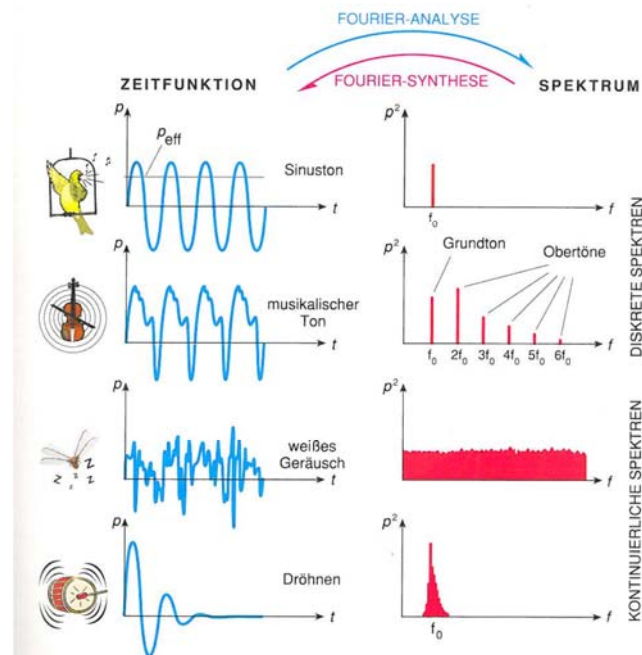 FOURIER-ANALYSE
FOURIER-SYNTHESE
ZEITFUNKTION
SPEKTRUM
p
p_eff
Sinuston
t
p²
f₀
f
p
musikalischer
Ton
t
p²
Grundton
Obertöne
f₀ 2f₀ 3f₀ 4f₀ 5f₀ 6f₀
f
DISKRETE SPEKTREN
p
z z z z z
weißes
Geräusch
t
p²
f
p
Dröhnen
t
p²
f₀
f
KONTINUIERLICHE SPEKTREN